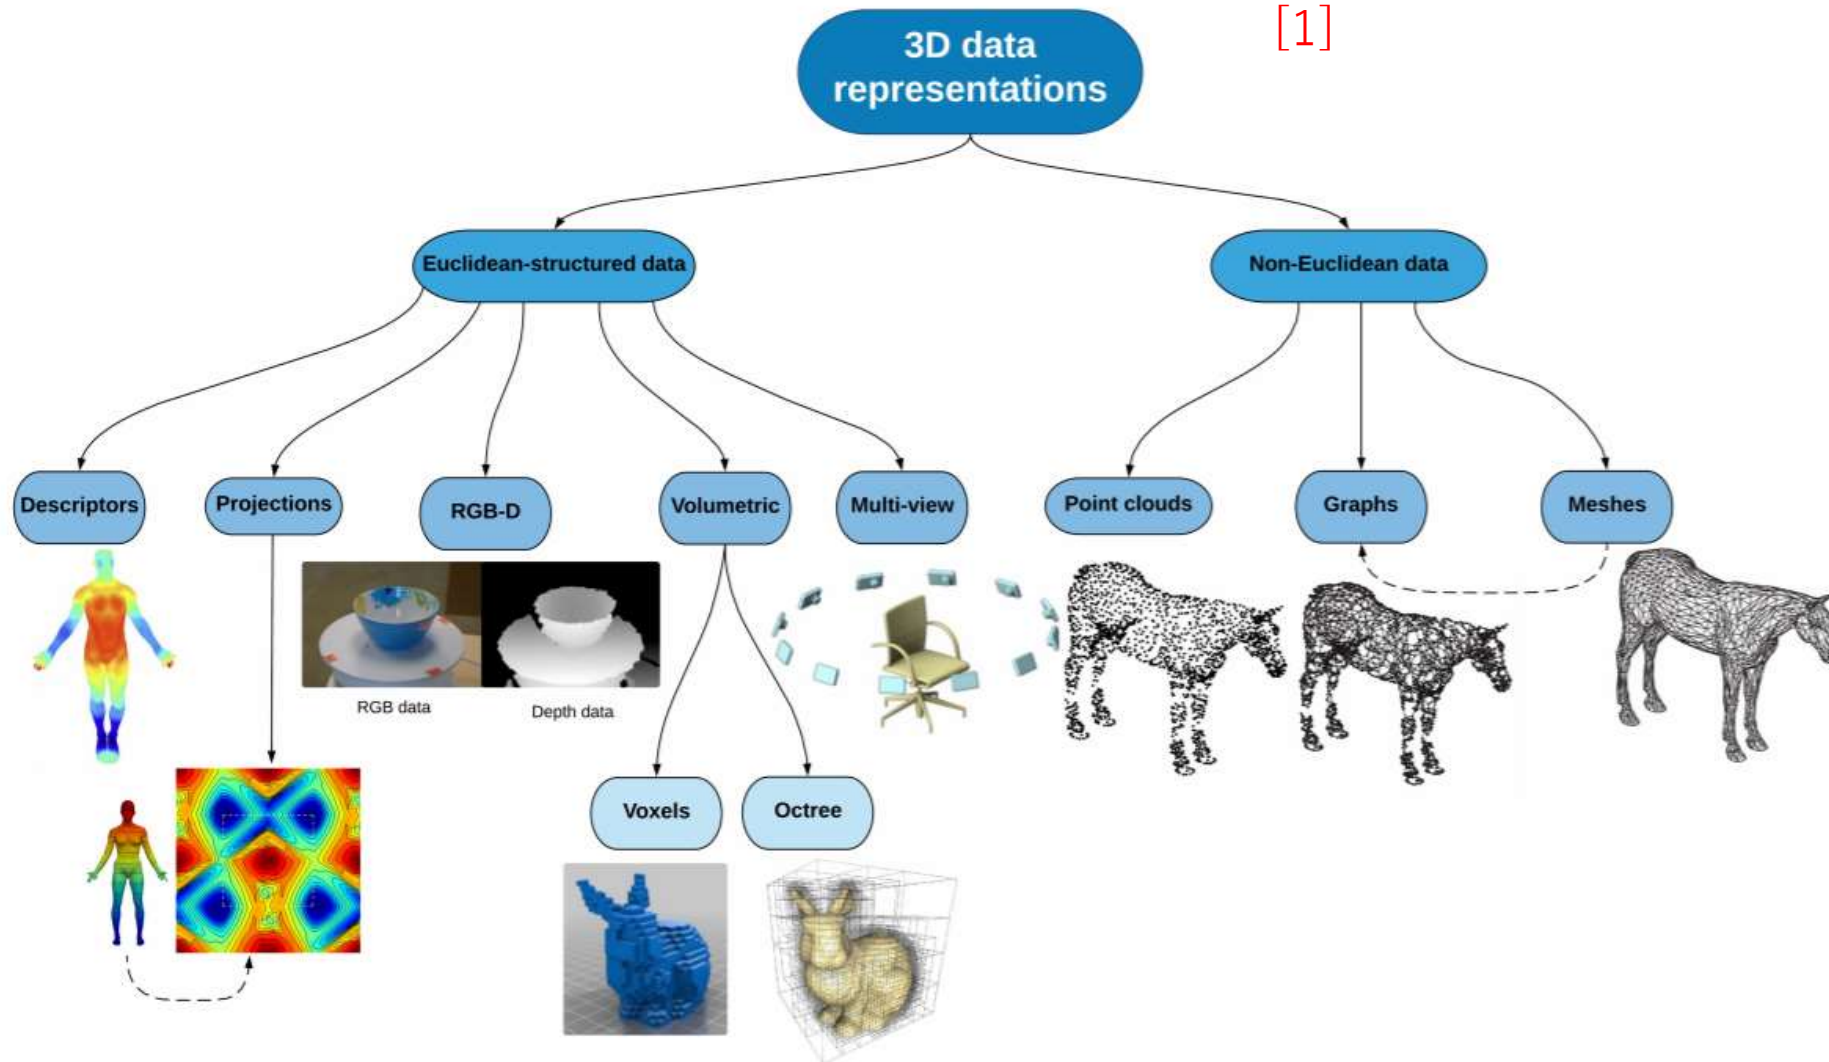 3D data
representations
[1]
Euclidean-structured data
Non-Euclidean data
Descriptors
Projections
RGB-D
Volumetric
Multi-view
Point clouds
Graphs
Meshes
RGB data
Depth data
Voxels
Octree